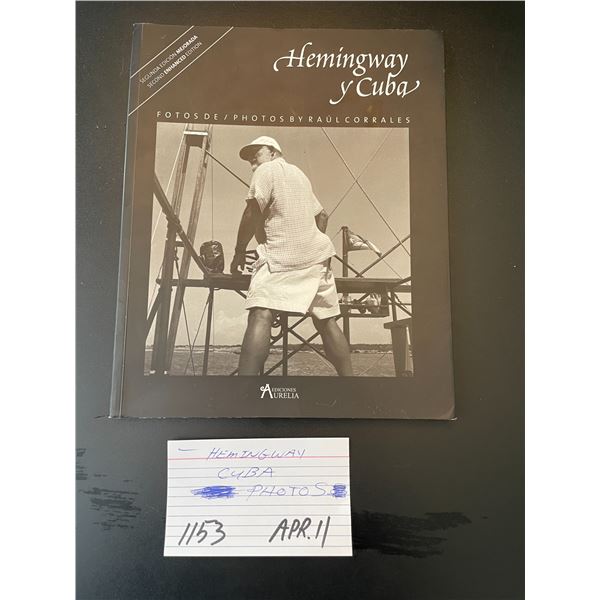 SEGUNDA EDICIÓN MEJORADA
SECOND ENHANCED EDITION
Hemingway
y Cuba
FOTOS DE / PHOTOS BY RAÚL CORRALES
EDICIONES
AURELIA
- HEMINGWAY
CUBA
PHOTOS
1153 APR. 11